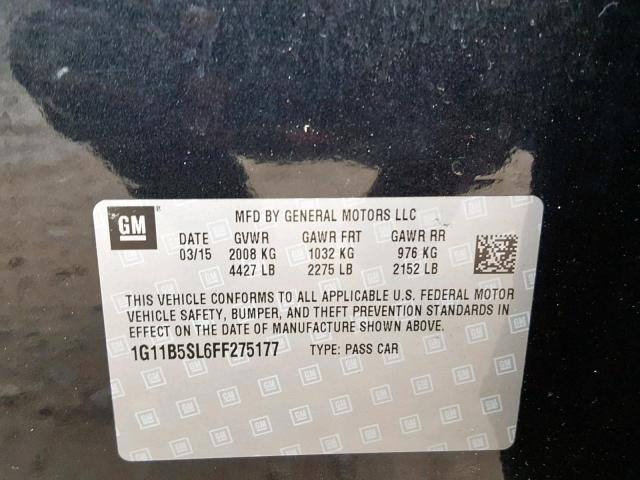 GM
MFD BY GENERAL MOTORS LLC
DATE GVWR GAWR FRT GAWR RR
03/15 2008 KG 1032 KG 976 KG
4427 LB 2275 LB 2152 LB
THIS VEHICLE CONFORMS TO ALL APPLICABLE U.S. FEDERAL MOTOR
VEHICLE SAFETY, BUMPER, AND THEFT PREVENTION STANDARDS IN
EFFECT ON THE DATE OF MANUFACTURE SHOWN ABOVE.
1G11B5SL6FF275177 TYPE: PASS CAR